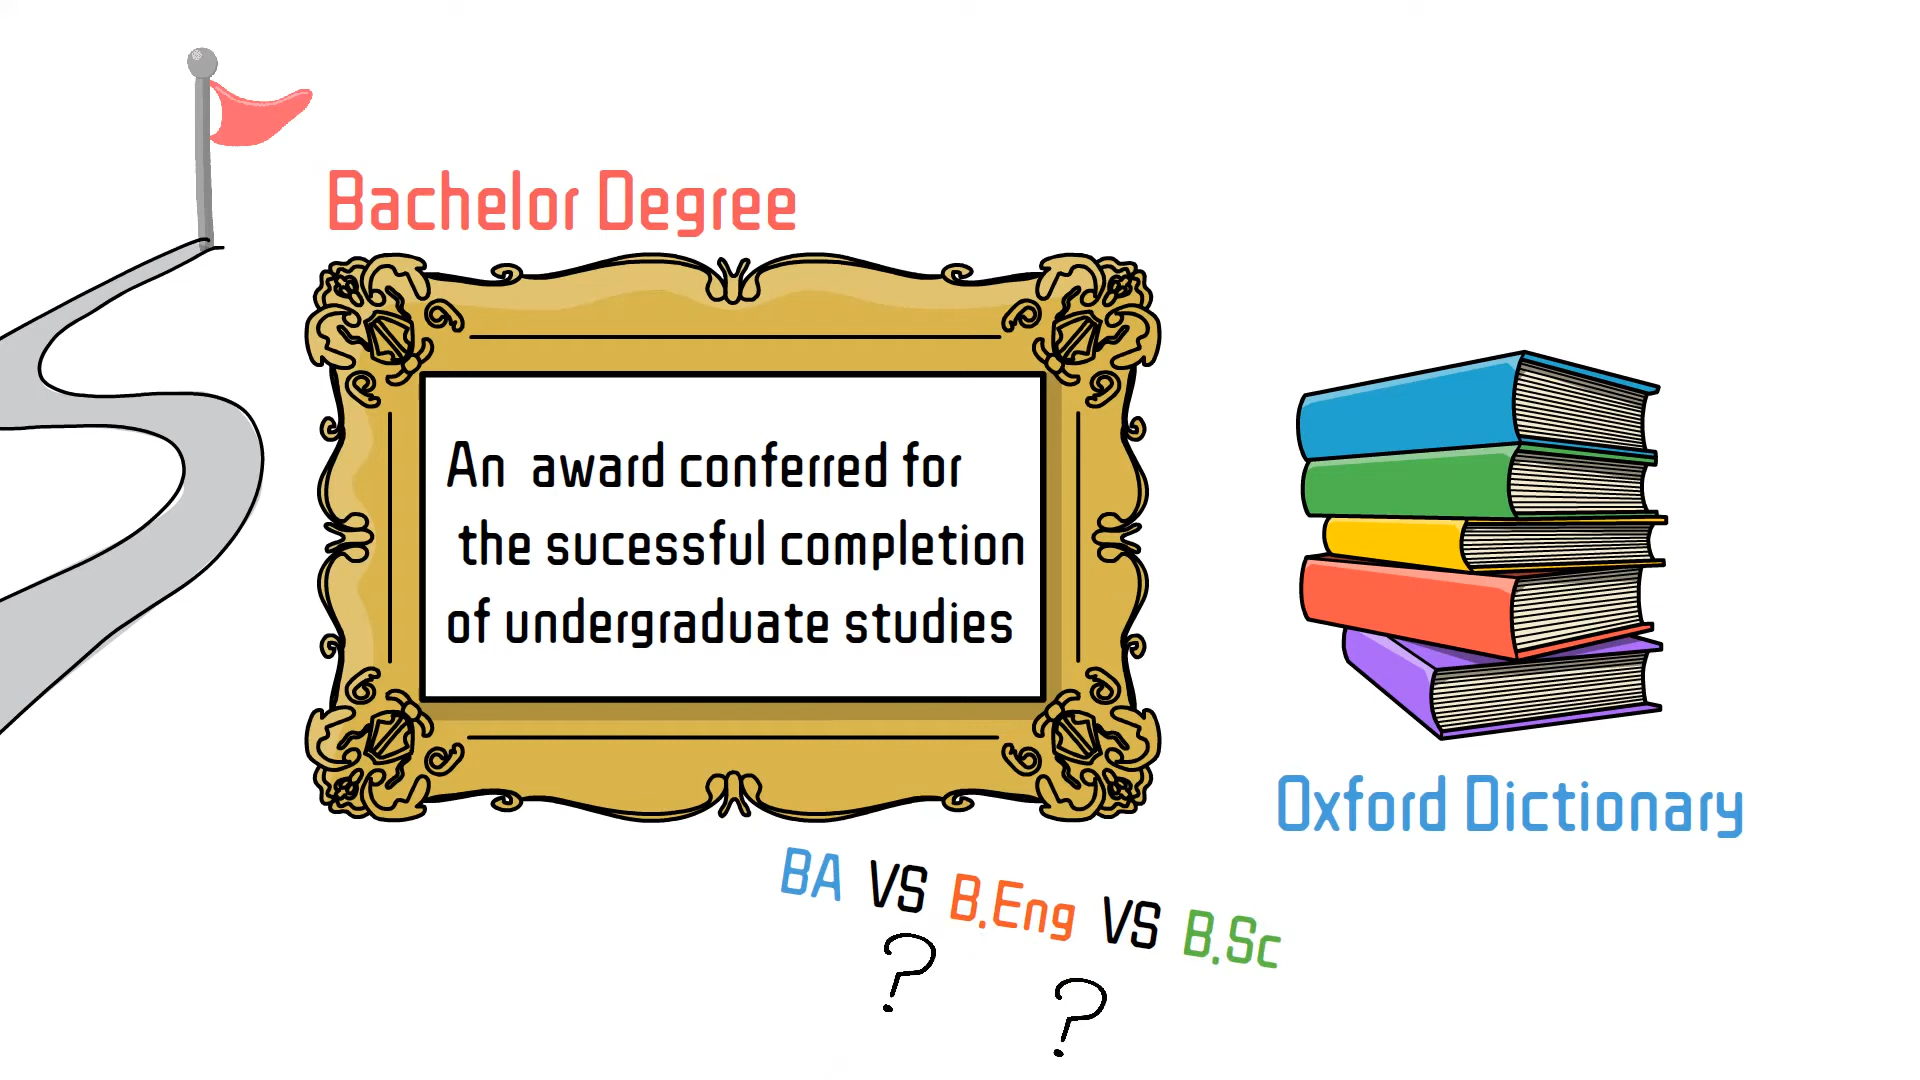 Bachelor Degree
An award conferred for
the sucessful completion
of undergraduate studies
Oxford Dictionary
BA VS B.Eng VS B.Sc
? ?